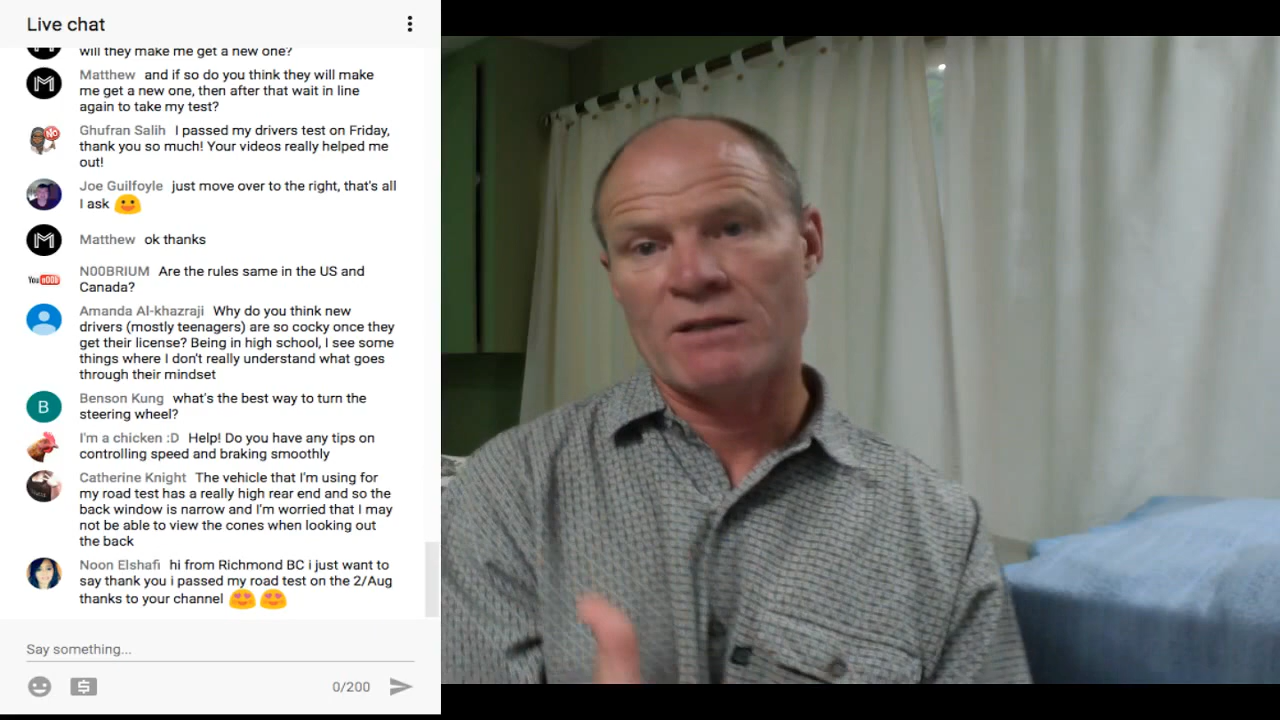 Live chat
will they make me get a new one?
Matthew and if so do you think they will make
me get a new one, then after that wait in line
again to take my test?
Ghufran Salih I passed my drivers test on Friday,
thank you so much! Your videos really helped me
out!
Joe Guilfoyle just move over to the right, that's all
I ask
Matthew ok thanks
N00BRIUM Are the rules same in the US and
Canada?
Amanda Al-khazraji Why do you think new
drivers (mostly teenagers) are so cocky once they
get their license? Being in high school, I see some
things where I don't really understand what goes
through their mindset
B
Benson Kung what's the best way to turn the
steering wheel?
I'm a chicken :D Help! Do you have any tips on
controlling speed and braking smoothly
Catherine Knight The vehicle that I'm using for
my road test has a really high rear end and so the
back window is narrow and I'm worried that I may
not be able to view the cones when looking out
the back
Noon Elshafi hi from Richmond BC i just want to
say thank you i passed my road test on the 2/Aug
thanks to your channel
Say something...
0/200